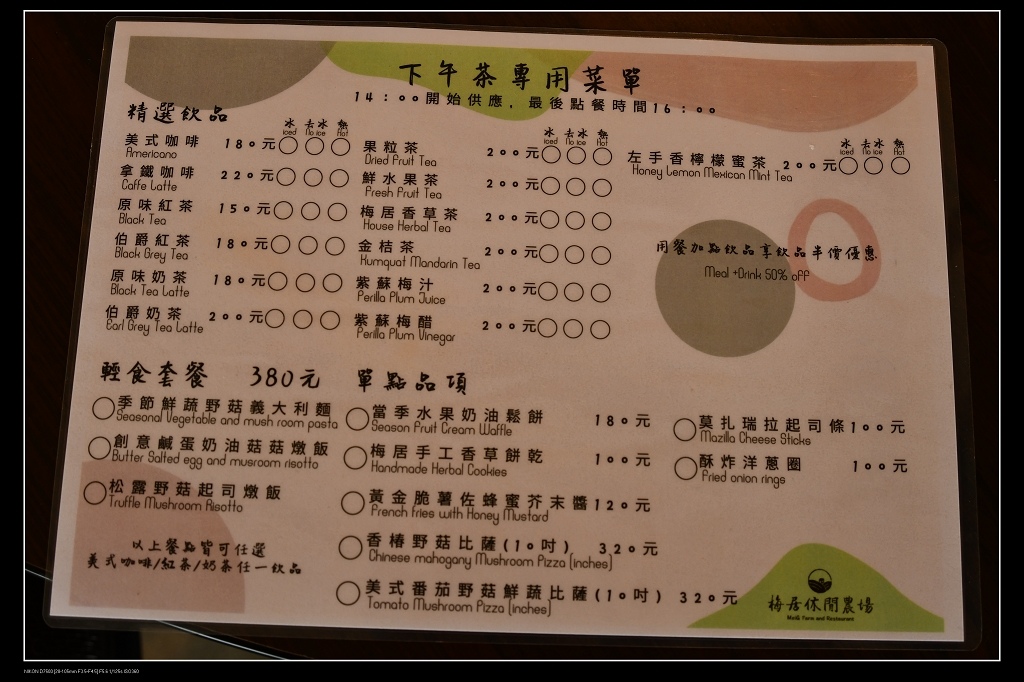 下午茶專用菜單
14：００開始供應，最後點餐時間16：００
精選飲品
冰 去冰 熱
Iced No ice Hot
美式咖啡 180元
Americano
拿鐵咖啡 220元
Caffe Latte
原味紅茶 150元
Black Tea
伯爵紅茶 180元
Black Grey Tea
原味奶茶 180元
Black Tea Latte
伯爵奶茶 200元
Earl Grey Tea Latte
冰 去冰 熱
Iced No ice Hot
果粒茶 200元
Dried Fruit Tea
鮮水果茶 200元
Fresh Fruit Tea
梅居香草茶 200元
House Herbal Tea
金桔茶 200元
Kumquat Mandarin Tea
紫蘇梅汁 200元
Perilla Plum Juice
紫蘇梅醋 200元
Perilla Plum Vinegar
冰 去冰 熱
Iced No ice Hot
左手香檸檬蜜茶 200元
Honey Lemon Mexican Mint Tea
用餐加點飲品享飲品半價優惠
Meal +Drink 50% off
輕食套餐 380元
季節鮮蔬野菇義大利麵
Seasonal Vegetable and mush room pasta
創意鹹蛋奶油菇菇燉飯
Butter Salted egg and musroom risotto
松露野菇起司燉飯
Truffle Mushroom Risotto
以上餐點皆可任選
美式咖啡/紅茶/奶茶任一飲品
單點品項
當季水果奶油鬆餅 180元
Season Fruit Cream Waffle
梅居手工香草餅乾 100元
Handmade Herbal Cookies
黃金脆薯佐蜂蜜芥末醬120元
French fries with Honey Mustard
香椿野菇比薩(10吋) 320元
Chinese mahogany Mushroom Pizza (inches)
美式番茄野菇鮮蔬比薩(10吋) 320元
Tomato Mushroom Pizza (inches)
莫扎瑞拉起司條100元
Mazilla Cheese Sticks
酥炸洋蔥圈 100元
Fried onion rings
梅居休閒農場